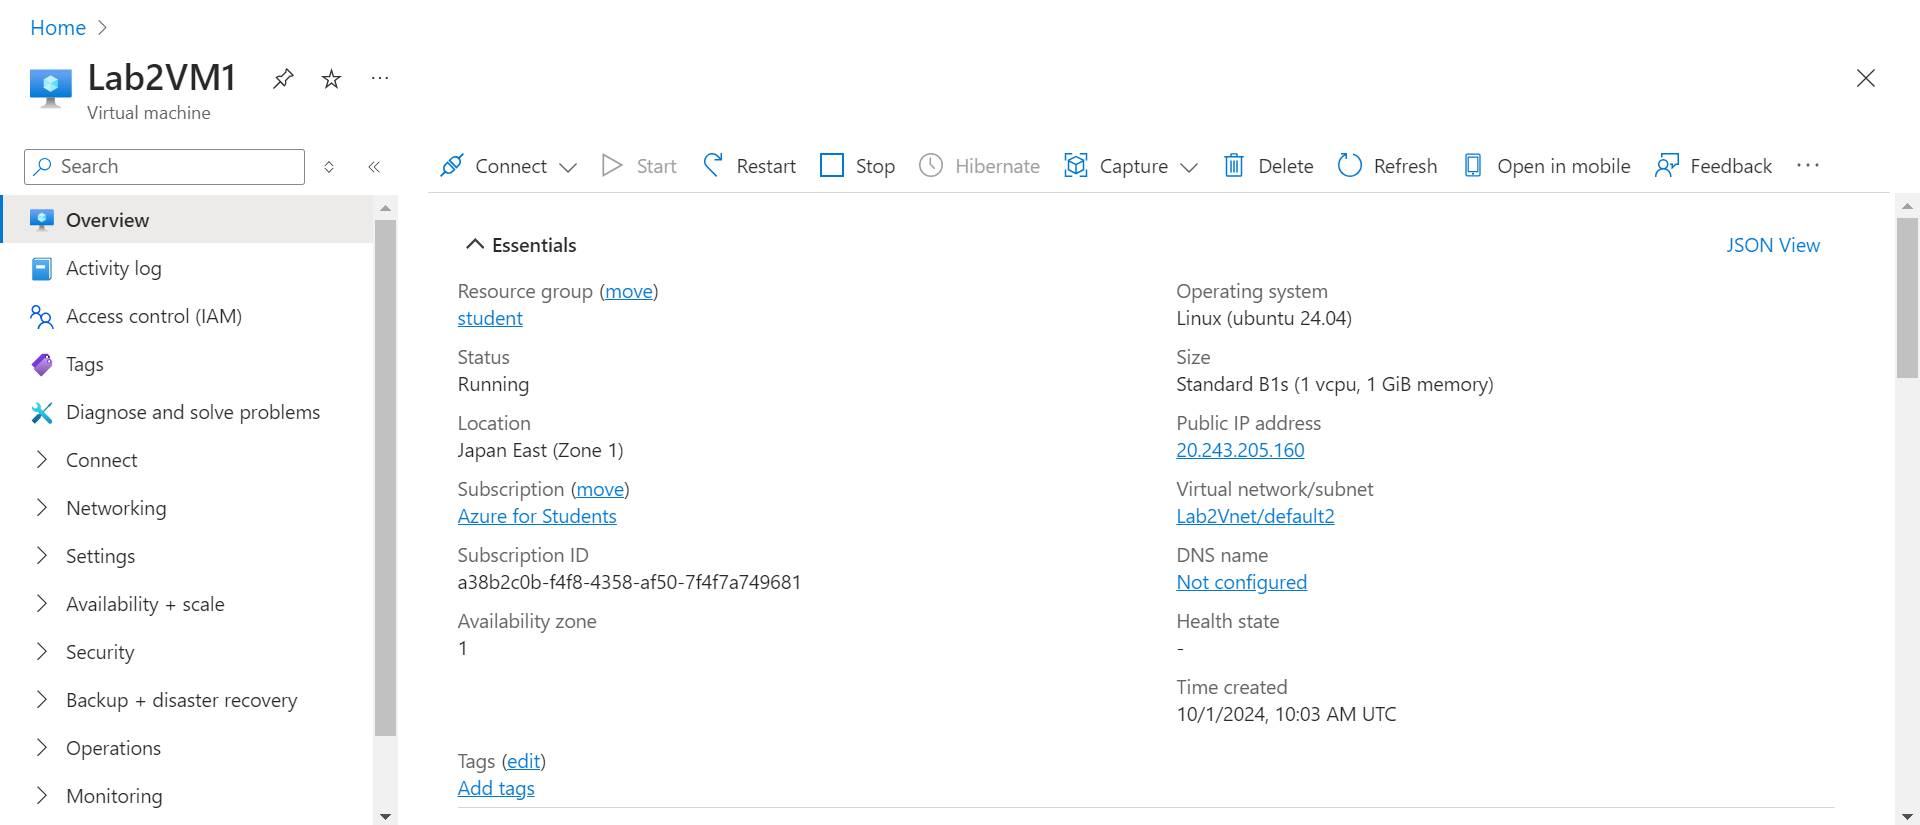 Home
Lab2VM1
Virtual machine
Search
Overview
Activity log
Access control (IAM)
Tags
Diagnose and solve problems
Connect
Networking
Settings
Availability + scale
Security
Backup + disaster recovery
Operations
Monitoring
Connect Start Restart Stop Hibernate Capture Delete Refresh Open in mobile Feedback
Essentials
JSON View
Resource group (move)
student
Status
Running
Location
Japan East (Zone 1)
Subscription (move)
Azure for Students
Subscription ID
a38b2c0b-f4f8-4358-af50-7f4f7a749681
Availability zone
1
Operating system
Linux (ubuntu 24.04)
Size
Standard B1s (1 vcpu, 1 GiB memory)
Public IP address
20.243.205.160
Virtual network/subnet
Lab2Vnet/default2
DNS name
Not configured
Health state
-
Time created
10/1/2024, 10:03 AM UTC
Tags (edit)
Add tags